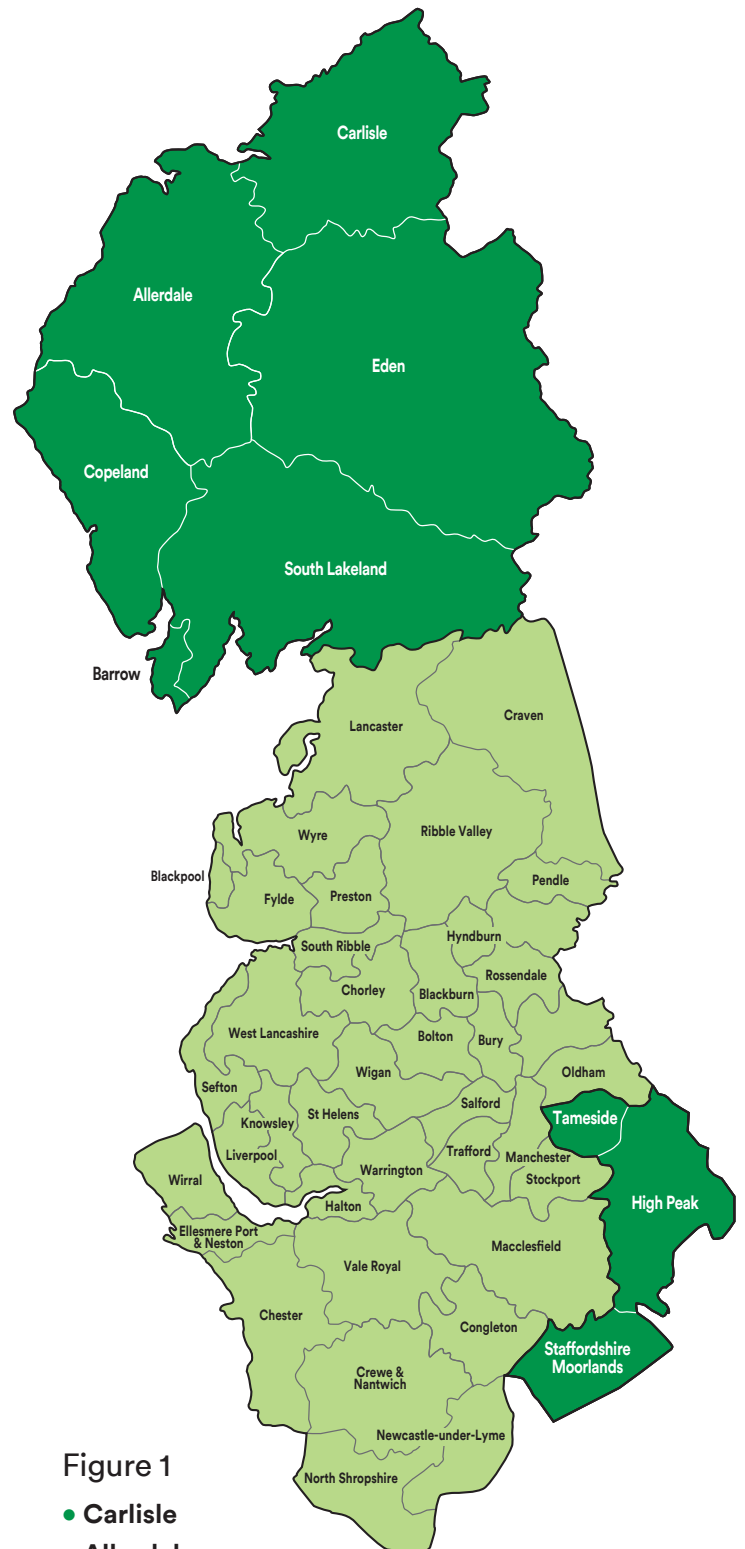 Carlisle
Allerdale
Eden
Copeland
South Lakeland
Barrow
Craven
Lancaster
Wyre
Ribble Valley
Blackpool
Pendle
Fylde
Preston
Hyndburn
South Ribble
Rossendale
Chorley
Blackburn
West Lancashire
Bolton
Bury
Wigan
Oldham
Sefton
Salford
St Helens
Tameside
Knowsley
Trafford
Liverpool
Manchester
Warrington
Stockport
Wirral
High Peak
Halton
Ellesmere Port
& Neston
Macclesfield
Vale Royal
Chester
Congleton
Staffordshire
Moorlands
Crewe &
Nantwich
Newcastle-under-Lyme
Figure 1
North Shropshire
• Carlisle